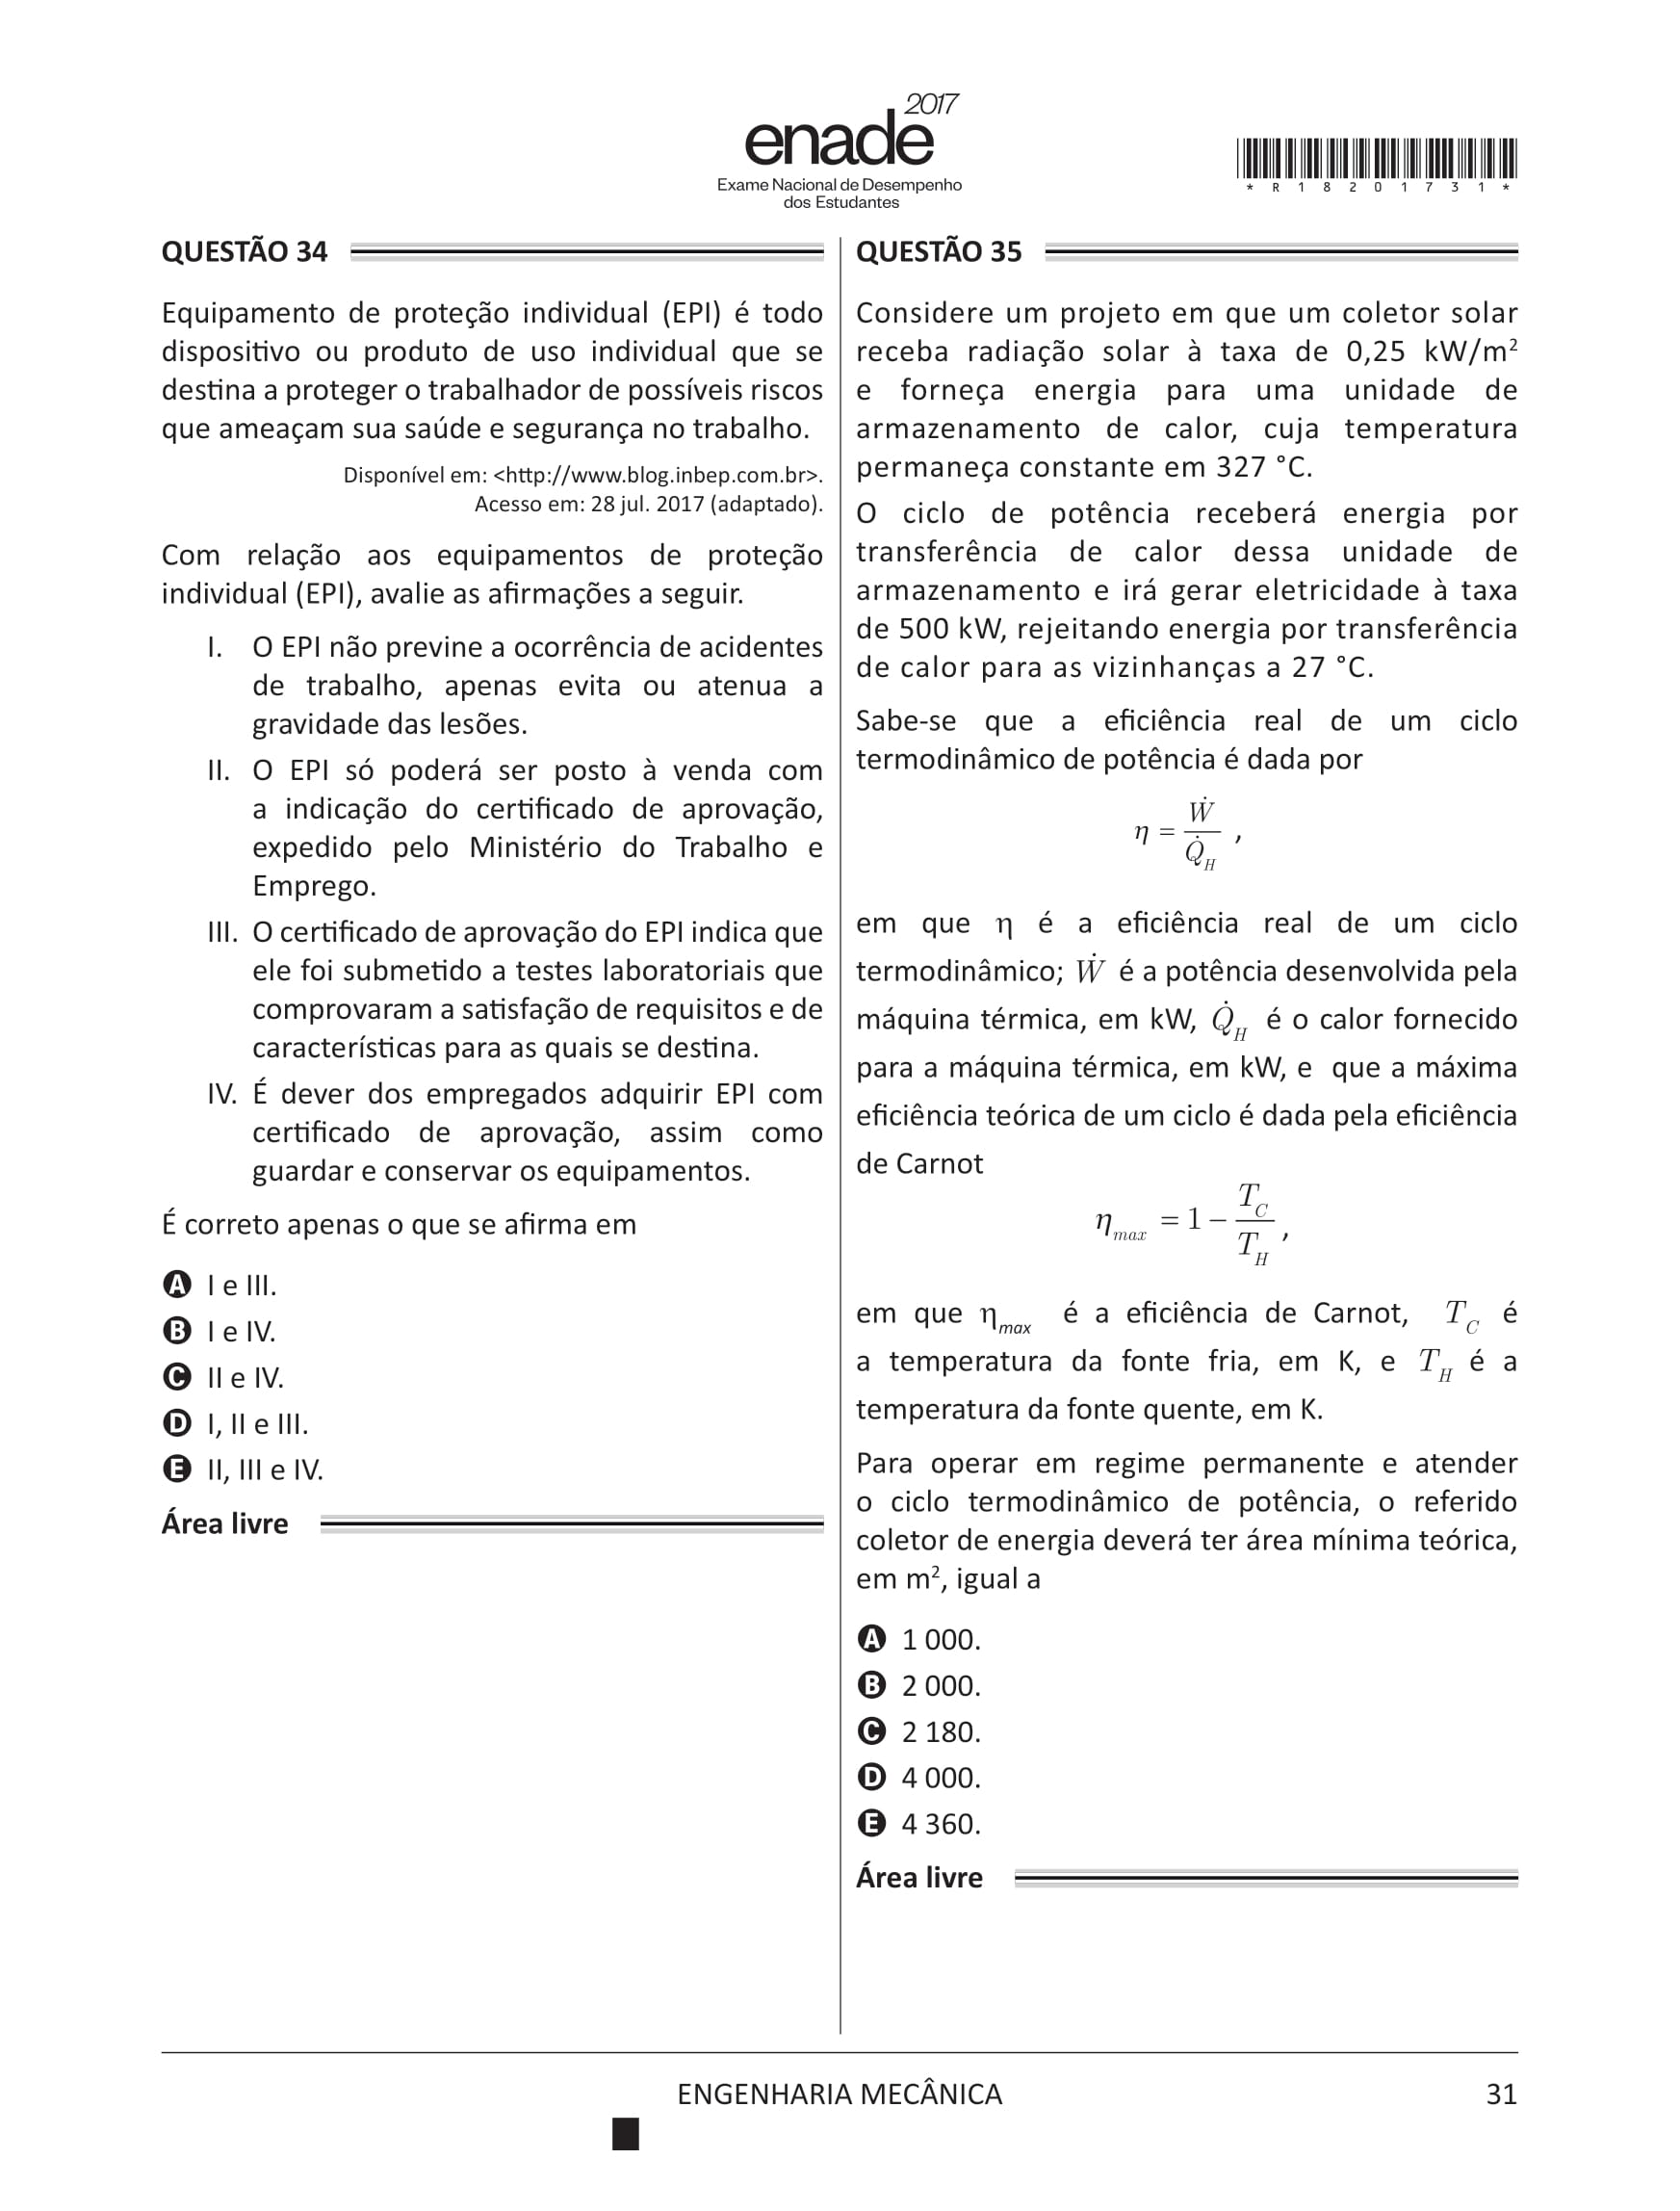 2017
enade
Exame Nacional de Desempenho
dos Estudantes
* R 1 8 2 0 1 7 3 1 *
QUESTÃO 34
Equipamento de proteção individual (EPI) é todo
dispositivo ou produto de uso individual que se
destina a proteger o trabalhador de possíveis riscos
que ameaçam sua saúde e segurança no trabalho.
Disponível em: <http://www.blog.inbep.com.br>.
Acesso em: 28 jul. 2017 (adaptado).
Com relação aos equipamentos de proteção
individual (EPI), avalie as afirmações a seguir.
I. O EPI não previne a ocorrência de acidentes
de trabalho, apenas evita ou atenua a
gravidade das lesões.
II. O EPI só poderá ser posto à venda com
a indicação do certificado de aprovação,
expedido pelo Ministério do Trabalho e
Emprego.
III. O certificado de aprovação do EPI indica que
ele foi submetido a testes laboratoriais que
comprovaram a satisfação de requisitos e de
características para as quais se destina.
IV. É dever dos empregados adquirir EPI com
certificado de aprovação, assim como
guardar e conservar os equipamentos.
É correto apenas o que se afirma em
A I e III.
B I e IV.
C II e IV.
D I, II e III.
E II, III e IV.
Área livre
QUESTÃO 35
Considere um projeto em que um coletor solar
receba radiação solar à taxa de 0,25 kW/m²
e forneça energia para uma unidade de
armazenamento de calor, cuja temperatura
permaneça constante em 327 °C.
O ciclo de potência receberá energia por
transferência de calor dessa unidade de
armazenamento e irá gerar eletricidade à taxa
de 500 kW, rejeitando energia por transferência
de calor para as vizinhanças a 27 °C.
Sabe-se que a eficiência real de um ciclo
termodinâmico de potência é dada por
η = Ẇ / Q̇_H ,
em que η é a eficiência real de um ciclo
termodinâmico; Ẇ é a potência desenvolvida pela
máquina térmica, em kW, Q̇_H é o calor fornecido
para a máquina térmica, em kW, e que a máxima
eficiência teórica de um ciclo é dada pela eficiência
de Carnot
η_max = 1 − T_C / T_H ,
em que η_max é a eficiência de Carnot, T_C é
a temperatura da fonte fria, em K, e T_H é a
temperatura da fonte quente, em K.
Para operar em regime permanente e atender
o ciclo termodinâmico de potência, o referido
coletor de energia deverá ter área mínima teórica,
em m², igual a
A 1 000.
B 2 000.
C 2 180.
D 4 000.
E 4 360.
Área livre
ENGENHARIA MECÂNICA
31